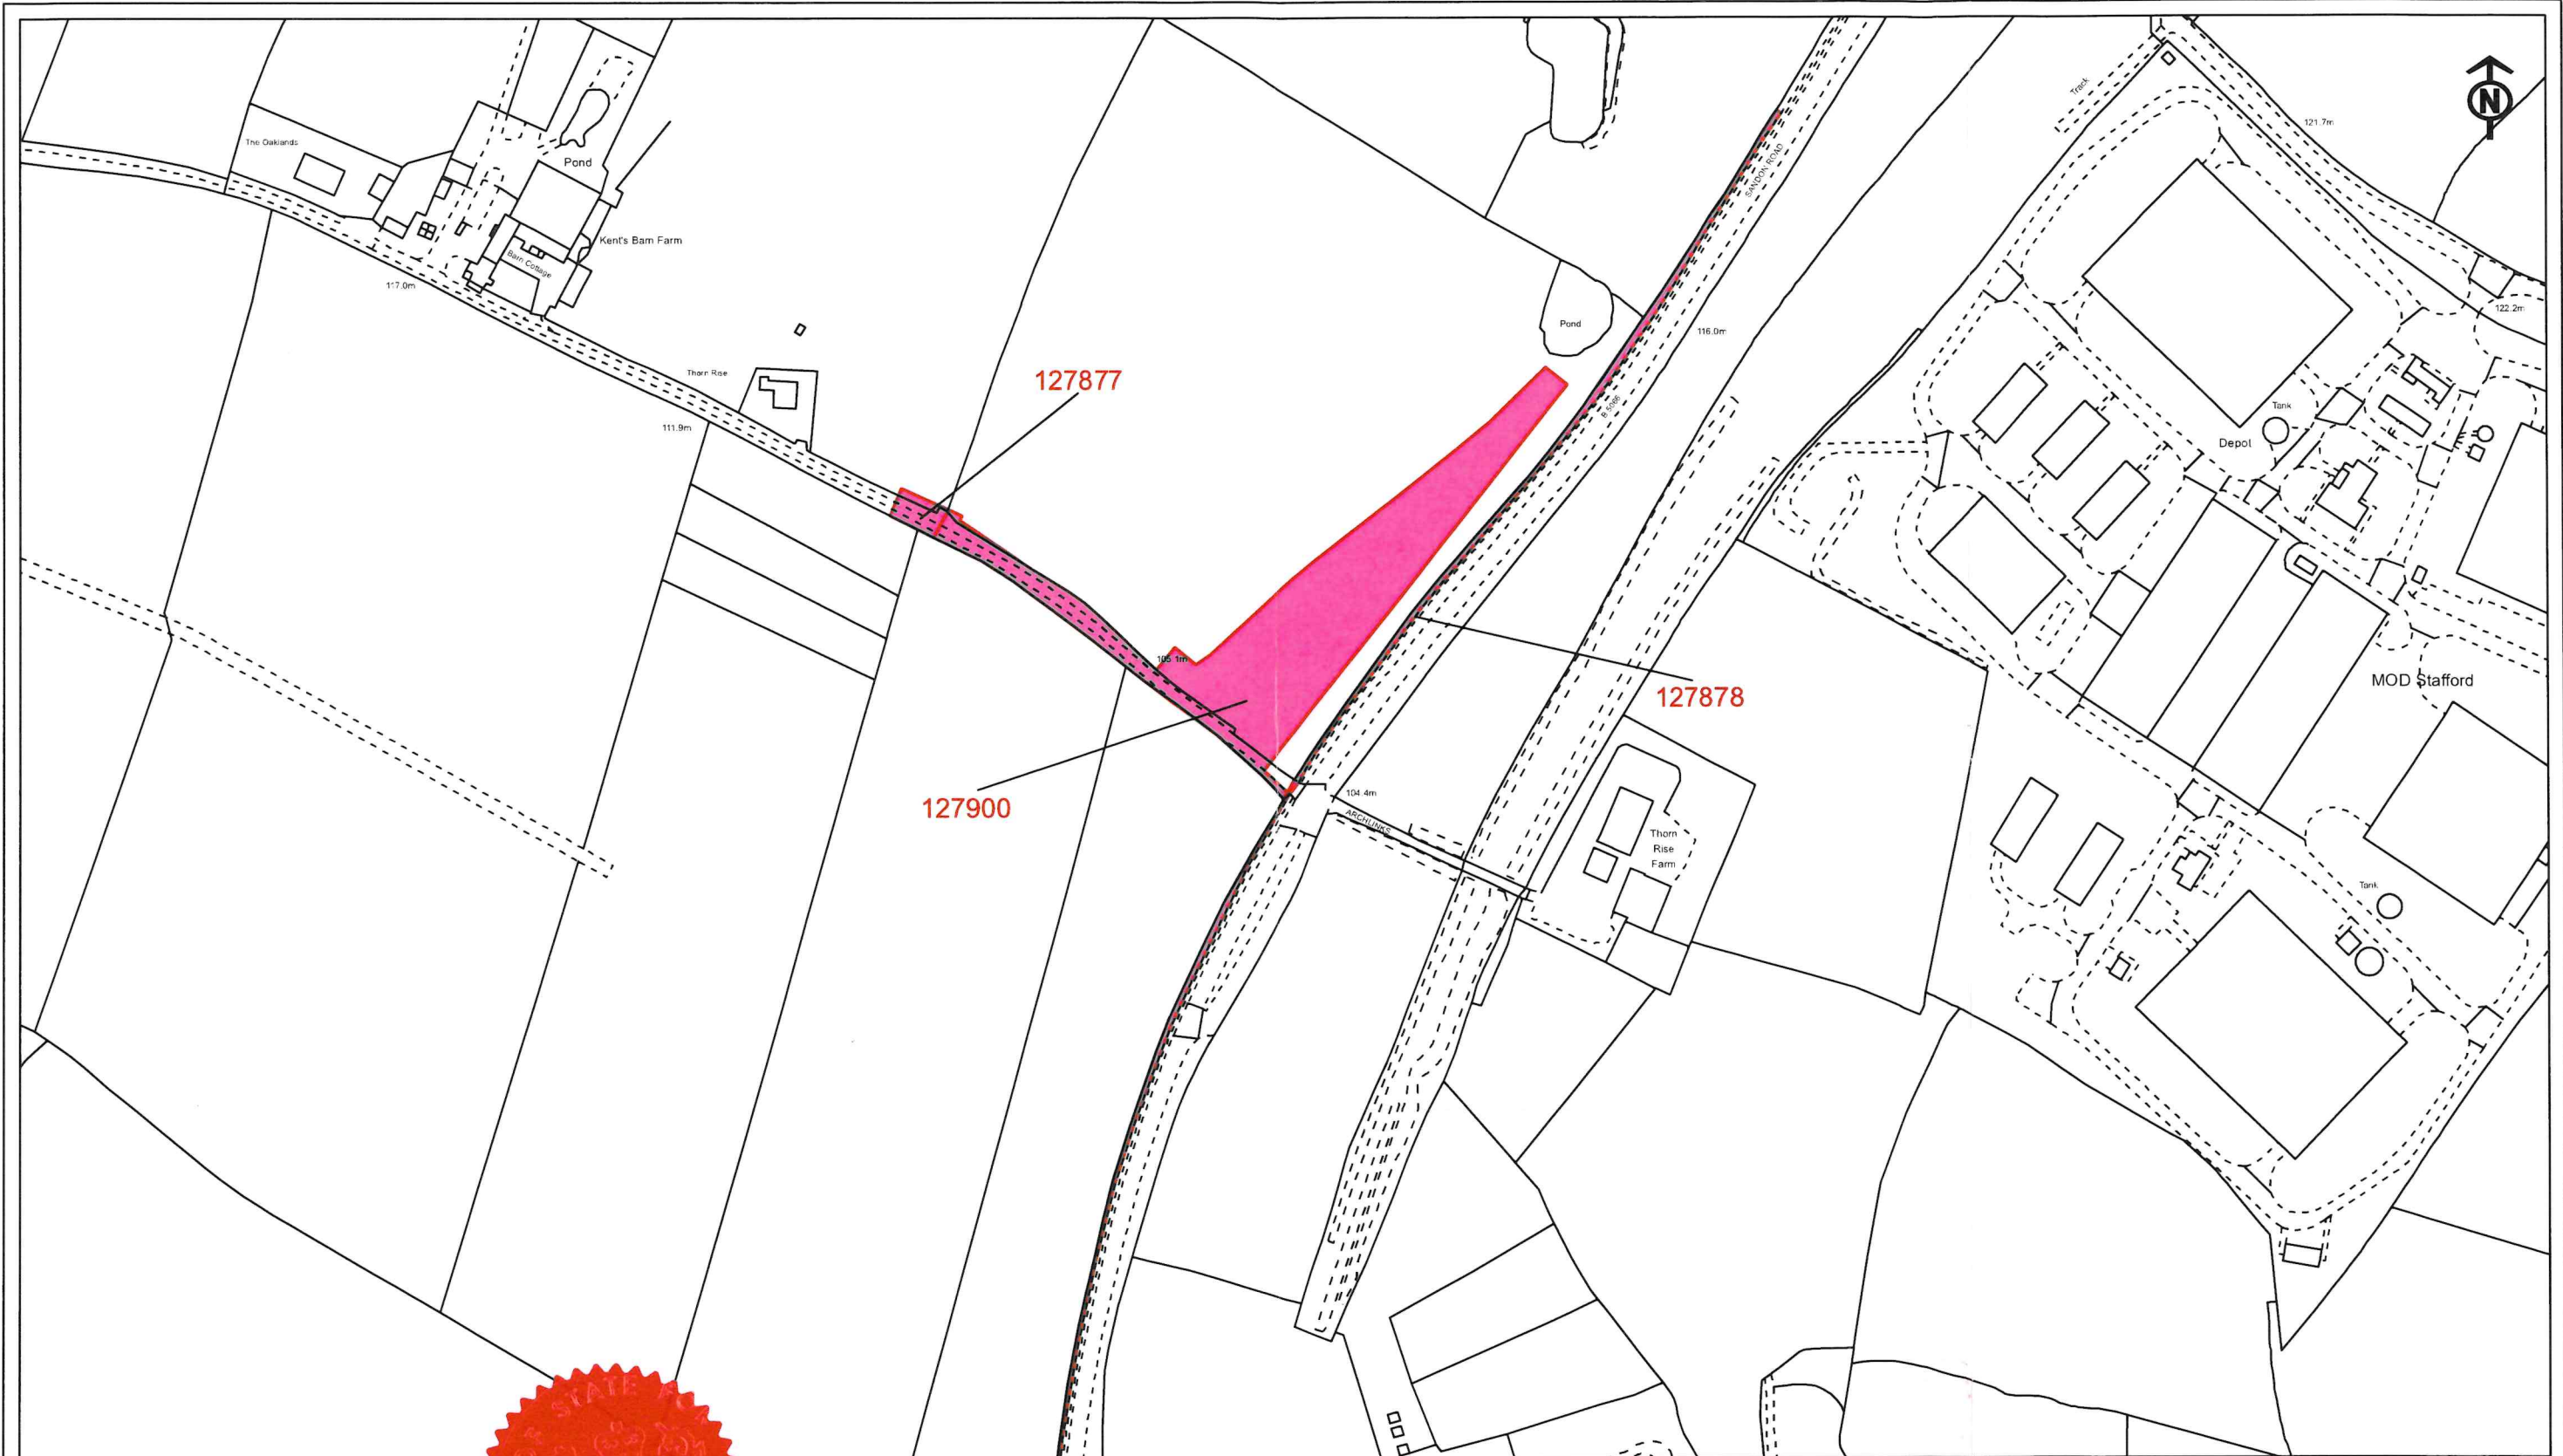 N
Track
121.7m
The Oaklands
Pond
SANDON ROAD
Kent's Barn Farm
Barn Cottage
117.0m
122.2m
Pond
116.0m
Thorn Rise
127877
B 5066
Tank
111.9m
Depot
105.1m
MOD Stafford
127878
104.4m
127900
ARCHLINKS
Thorn
Rise
Farm
Tank
STATE